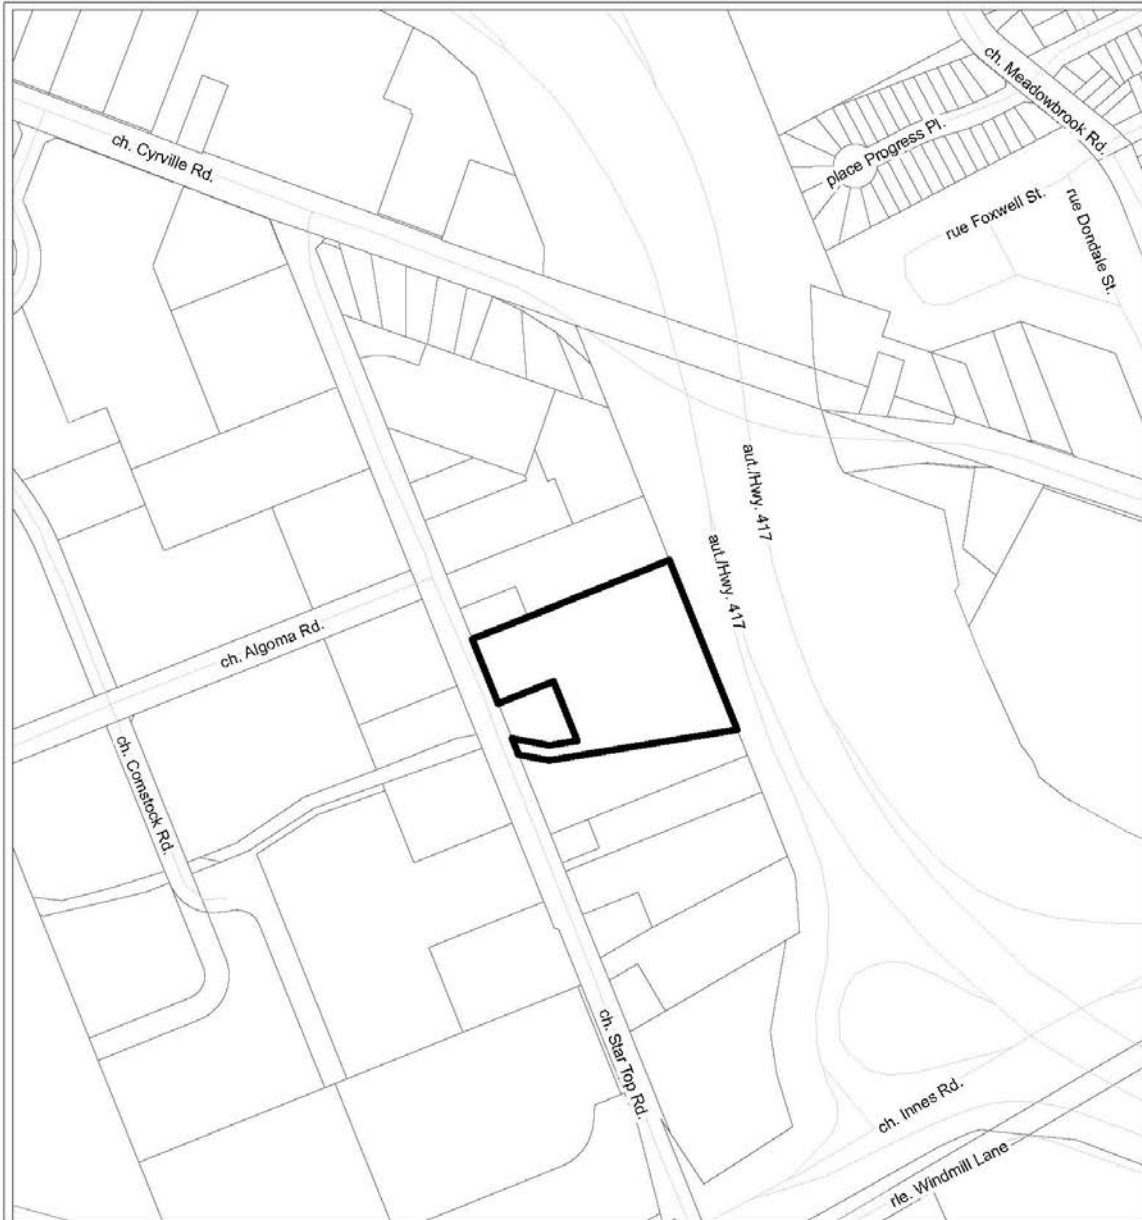 ch. Meadowbrook Rd.
ch. Cyrville Rd.
place Progress Pl.
rue Foxwell St.
rue Dondale St.
aut./Hwy. 417
aut./Hwy. 417
ch. Algoma Rd.
ch. Comstock Rd.
ch. Star Top Rd.
ch. Innes Rd.
rle. Windmill Lane